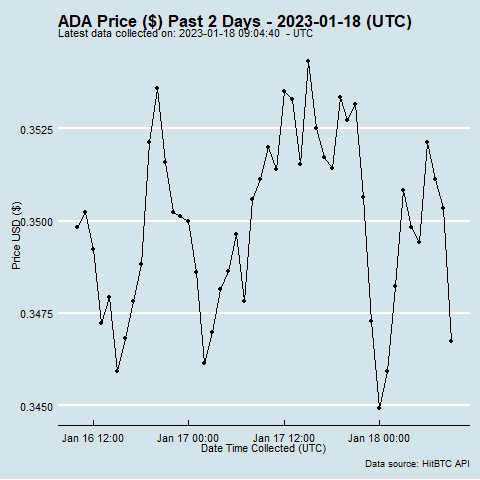 ADA Price ($) Past 2 Days - 2023-01-18 (UTC)
Latest data collected on: 2023-01-18 09:04:40 - UTC
0.3525
0.3500
0.3475
0.3450
Price USD ($)
Jan 16 12:00 Jan 17 00:00 Jan 17 12:00 Jan 18 00:00
Date Time Collected (UTC)
Data source: HitBTC API